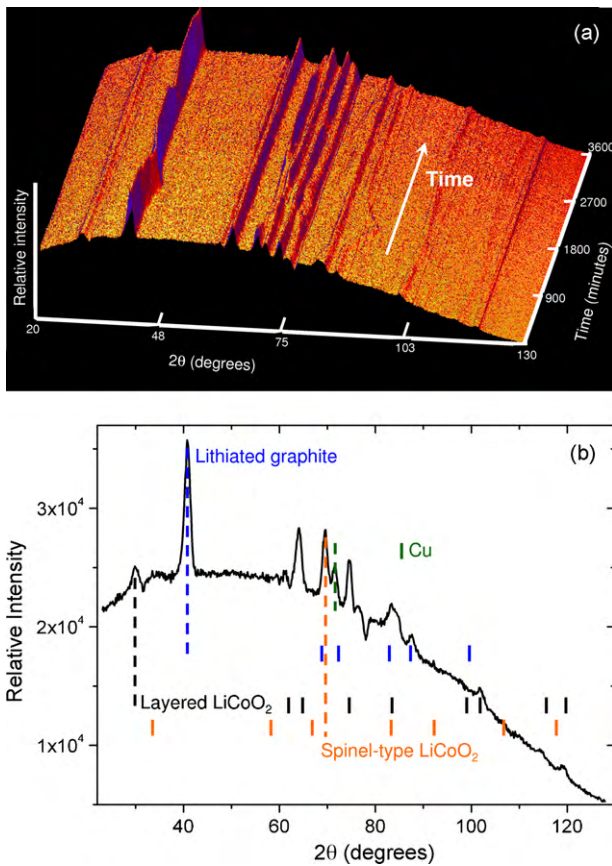 (a)
Relative intensity
Time
3600
2700
1800
900
Time (minutes)
20
48
75
103
130
2θ (degrees)
(b)
Lithiated graphite
Cu
Layered LiCoO₂
Spinel-type LiCoO₂
Relative Intensity
3x10⁴
2x10⁴
1x10⁴
40
60
80
100
120
2θ (degrees)